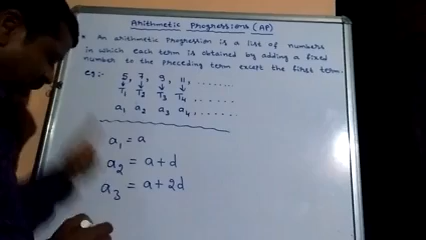 Arithmetic Progressions (AP)
* An arithmetic progression is a list of numbers
in which each term is obtained by adding a fixed
number to the preceding term except the first term.
eg:- 5, 7, 9, 11, ........
T₁ T₂ T₃ T₄ ......
a₁ a₂ a₃ a₄, ......
a₁ = a
a₂ = a + d
a₃ = a + 2d